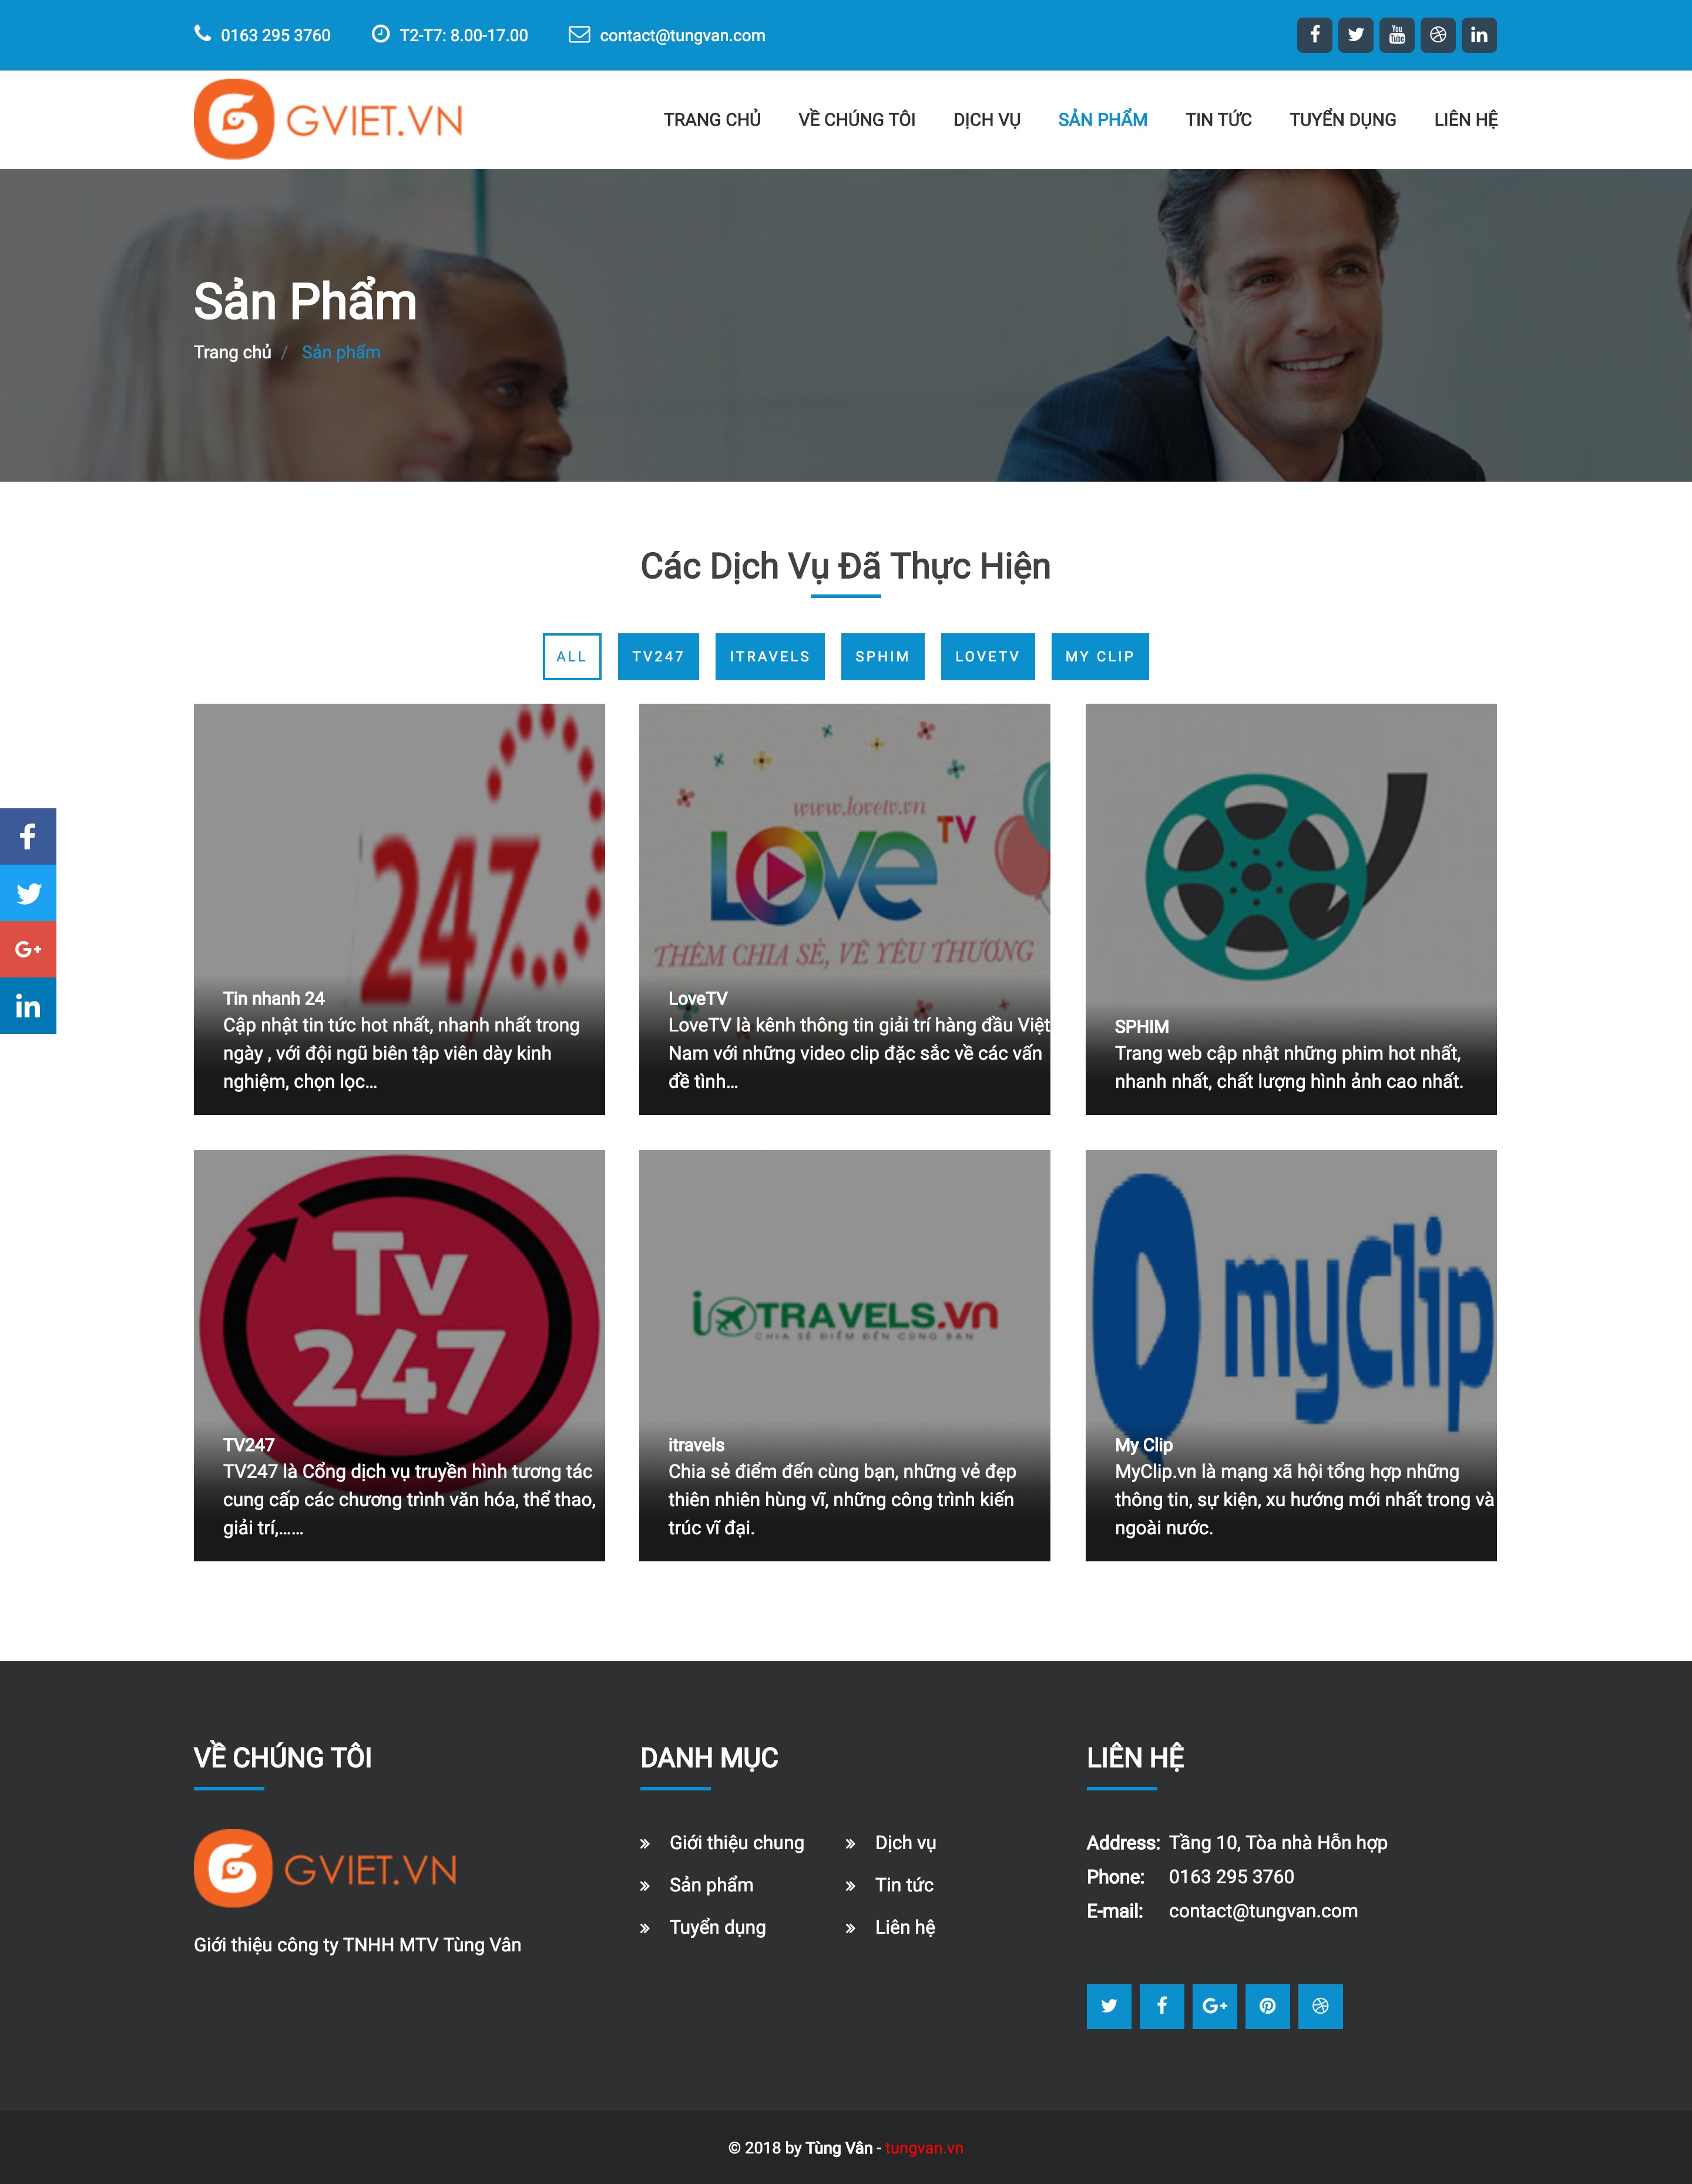 0163 295 3760
T2-T7: 8.00-17.00
contact@tungvan.com
You Tube
GVIET.VN
TRANG CHỦ
VỀ CHÚNG TÔI
DỊCH VỤ
SẢN PHẨM
TIN TỨC
TUYỂN DỤNG
LIÊN HỆ
Sản Phẩm
Trang chủ / Sản phẩm
Các Dịch Vụ Đã Thực Hiện
ALL
TV247
ITRAVELS
SPHIM
LOVETV
MY CLIP
247
Tin nhanh 24
Cập nhật tin tức hot nhất, nhanh nhất trong
ngày , với đội ngũ biên tập viên dày kinh
nghiệm, chọn lọc...
www.lovetv.vn
LOVE TV
THÊM CHIA SẺ, VẸ YÊU THƯƠNG
LoveTV
LoveTV là kênh thông tin giải trí hàng đầu Việt
Nam với những video clip đặc sắc về các vấn
đề tình...
SPHIM
Trang web cập nhật những phim hot nhất,
nhanh nhất, chất lượng hình ảnh cao nhất.
Tv
247
TV247
TV247 là Cổng dịch vụ truyền hình tương tác
cung cấp các chương trình văn hóa, thể thao,
giải trí,......
iTRAVELS.vn
CHIA SẺ ĐIỂM ĐẾN CÙNG BẠN
itravels
Chia sẻ điểm đến cùng bạn, những vẻ đẹp
thiên nhiên hùng vĩ, những công trình kiến
trúc vĩ đại.
myClip
My Clip
MyClip.vn là mạng xã hội tổng hợp những
thông tin, sự kiện, xu hướng mới nhất trong và
ngoài nước.
VỀ CHÚNG TÔI
GVIET.VN
Giới thiệu công ty TNHH MTV Tùng Vân
DANH MỤC
Giới thiệu chung
Dịch vụ
Sản phẩm
Tin tức
Tuyển dụng
Liên hệ
LIÊN HỆ
Address: Tầng 10, Tòa nhà Hỗn hợp
Phone: 0163 295 3760
E-mail: contact@tungvan.com
© 2018 by Tùng Vân - tungvan.vn